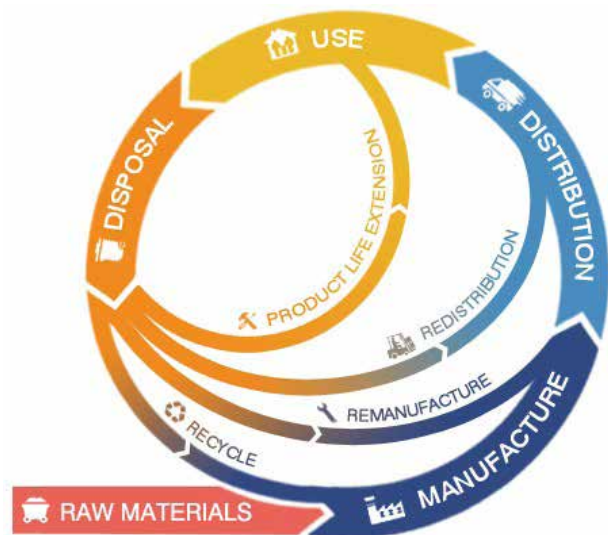 USE
DISTRIBUTION
DISPOSAL
PRODUCT LIFE EXTENSION
REDISTRIBUTION
REMANUFACTURE
RECYCLE
MANUFACTURE
RAW MATERIALS